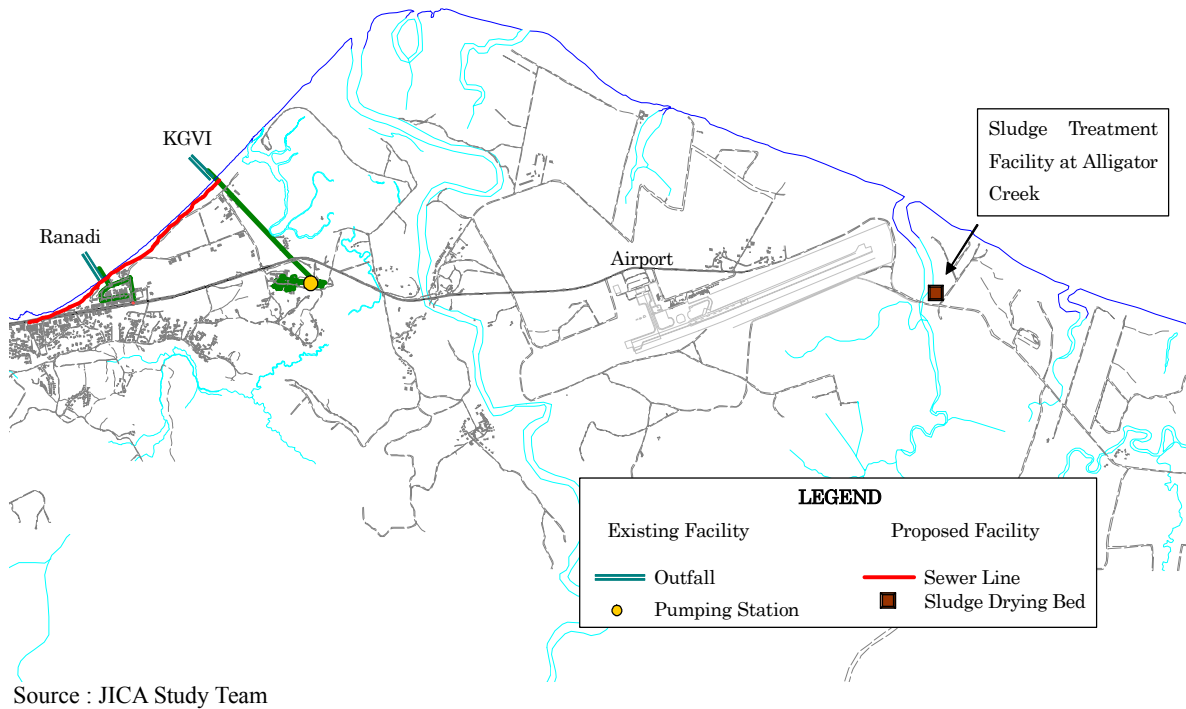 KGVI
Ranadi
Airport
Sludge Treatment
Facility at Alligator
Creek
LEGEND
Existing Facility
Proposed Facility
Outfall
Sewer Line
Pumping Station
Sludge Drying Bed
Source : JICA Study Team